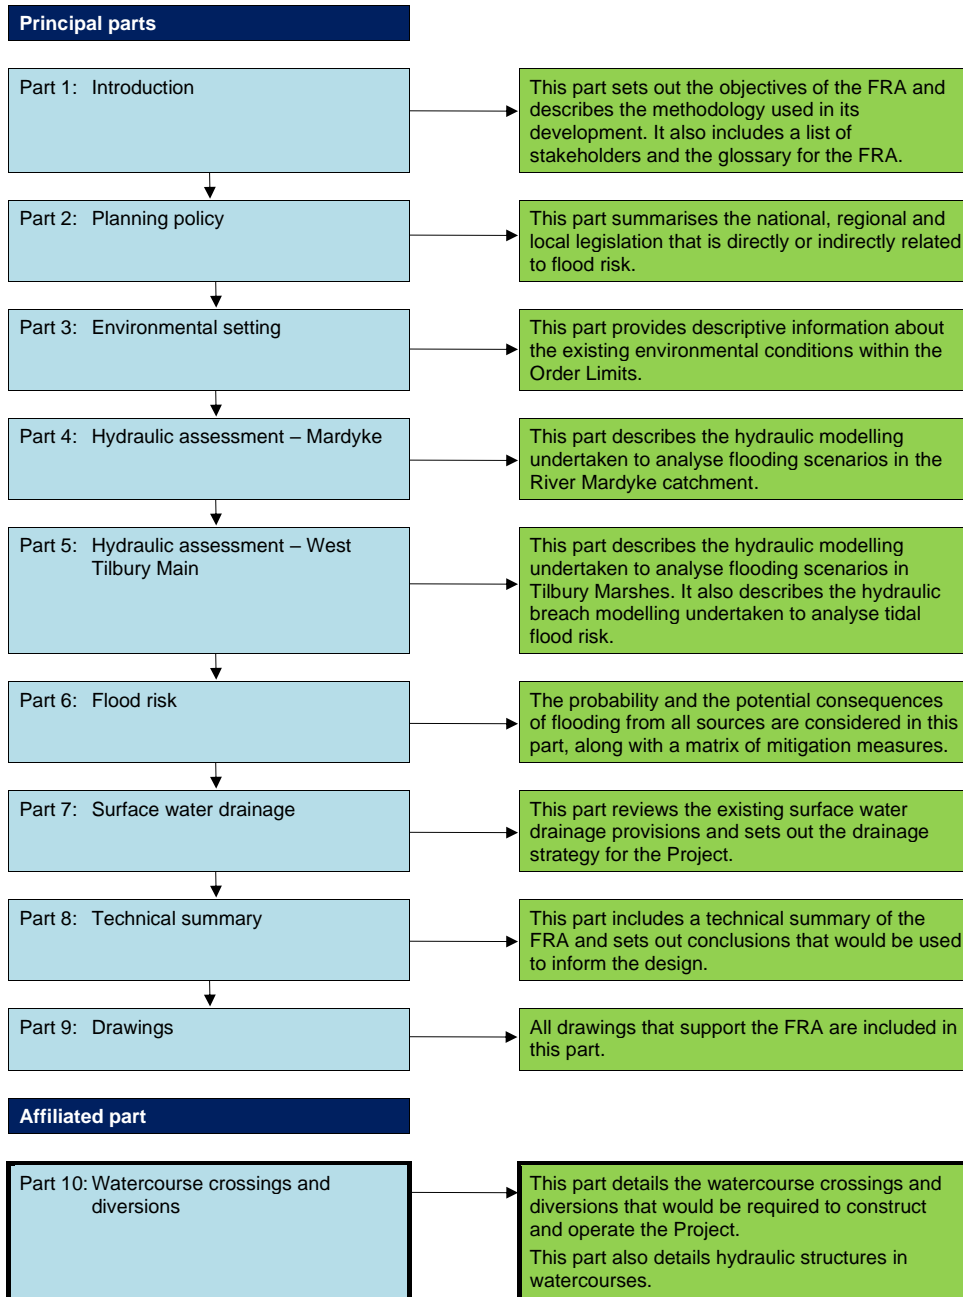 Principal parts
Part 1: Introduction
This part sets out the objectives of the FRA and
describes the methodology used in its
development. It also includes a list of
stakeholders and the glossary for the FRA.
Part 2: Planning policy
This part summarises the national, regional and
local legislation that is directly or indirectly related
to flood risk.
Part 3: Environmental setting
This part provides descriptive information about
the existing environmental conditions within the
Order Limits.
Part 4: Hydraulic assessment – Mardyke
This part describes the hydraulic modelling
undertaken to analyse flooding scenarios in the
River Mardyke catchment.
Part 5: Hydraulic assessment – West
Tilbury Main
This part describes the hydraulic modelling
undertaken to analyse flooding scenarios in
Tilbury Marshes. It also describes the hydraulic
breach modelling undertaken to analyse tidal
flood risk.
Part 6: Flood risk
The probability and the potential consequences
of flooding from all sources are considered in this
part, along with a matrix of mitigation measures.
Part 7: Surface water drainage
This part reviews the existing surface water
drainage provisions and sets out the drainage
strategy for the Project.
Part 8: Technical summary
This part includes a technical summary of the
FRA and sets out conclusions that would be used
to inform the design.
Part 9: Drawings
All drawings that support the FRA are included in
this part.
Affiliated part
Part 10: Watercourse crossings and
diversions
This part details the watercourse crossings and
diversions that would be required to construct
and operate the Project.
This part also details hydraulic structures in
watercourses.